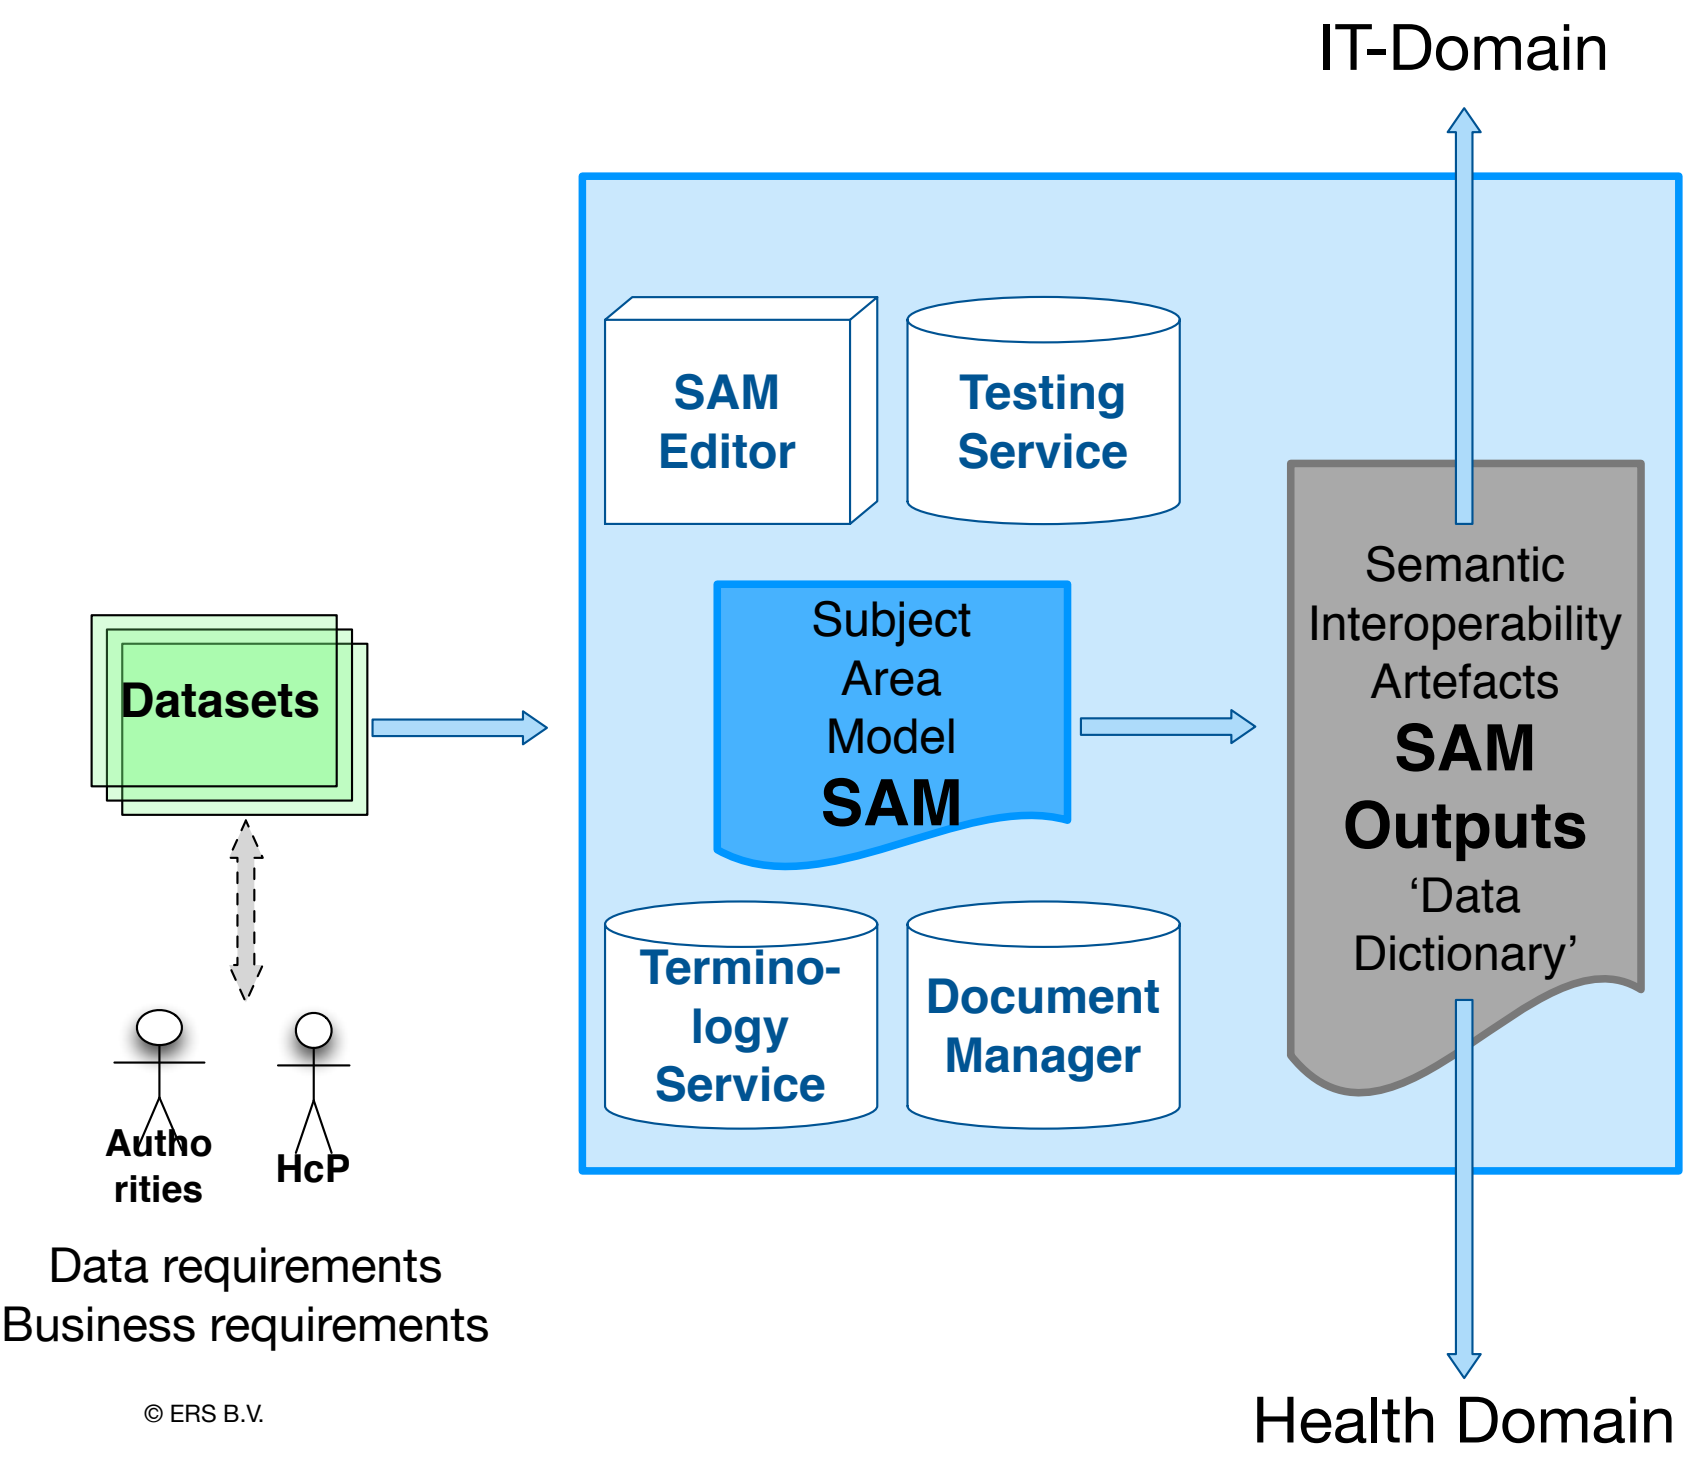 IT-Domain
SAM
Editor
Testing
Service
Subject
Area
Model
SAM
Semantic
Interoperability
Artefacts
SAM
Outputs
‘Data
Dictionary’
Datasets
Termino-
logy
Service
Document
Manager
Autho
rities
HcP
Data requirements
Business requirements
© ERS B.V.
Health Domain